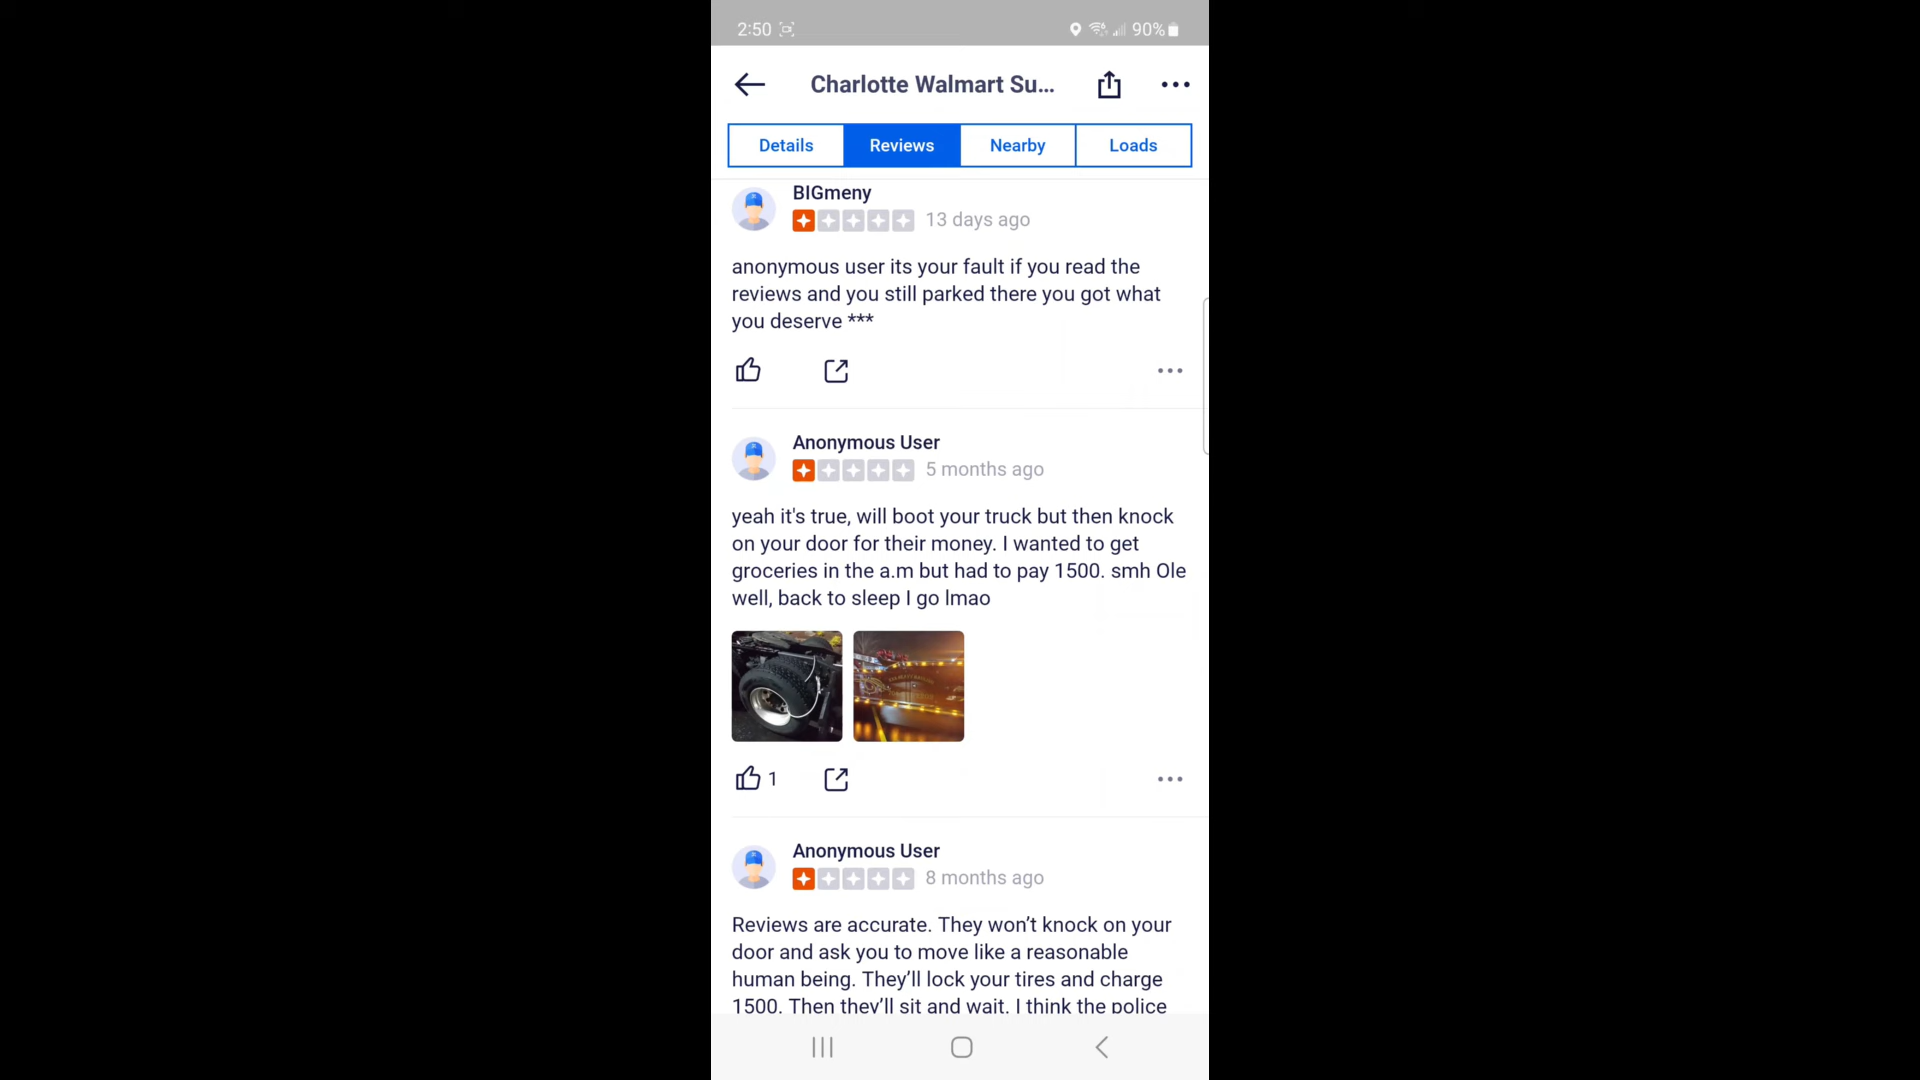 2:50
90%
Charlotte Walmart Su...
Details
Reviews
Nearby
Loads
BIGmeny
13 days ago
anonymous user its your fault if you read the
reviews and you still parked there you got what
you deserve ***
Anonymous User
5 months ago
yeah it's true, will boot your truck but then knock
on your door for their money. I wanted to get
groceries in the a.m but had to pay 1500. smh Ole
well, back to sleep I go lmao
1
Anonymous User
8 months ago
Reviews are accurate. They won’t knock on your
door and ask you to move like a reasonable
human being. They’ll lock your tires and charge
1500. Then they’ll sit and wait. I think the police